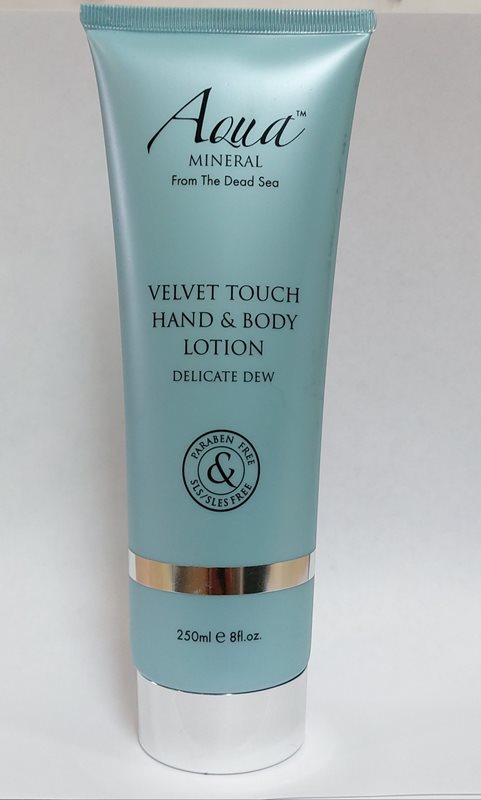 Aqua™
MINERAL
From The Dead Sea
VELVET TOUCH
HAND & BODY
LOTION
DELICATE DEW
PARABEN FREE
&
SLS/SLES FREE
250ml ℮ 8fl.oz.